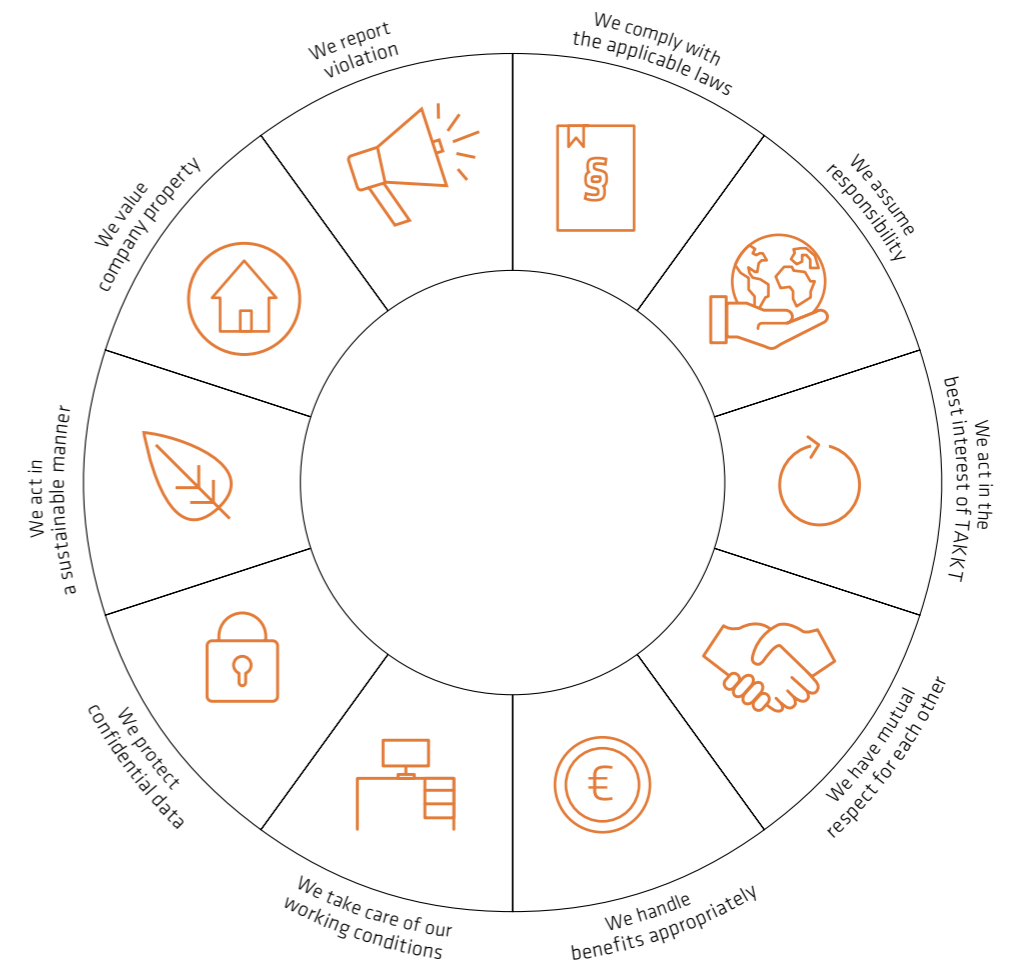 We comply with
the applicable laws
We assume
responsibility
We act in the
best interest of TAKKT
We have mutual
respect for each other
We handle
benefits appropriately
We take care of our
working conditions
We protect
confidential data
We act in
a sustainable manner
We value
company property
We report
violation
§
€